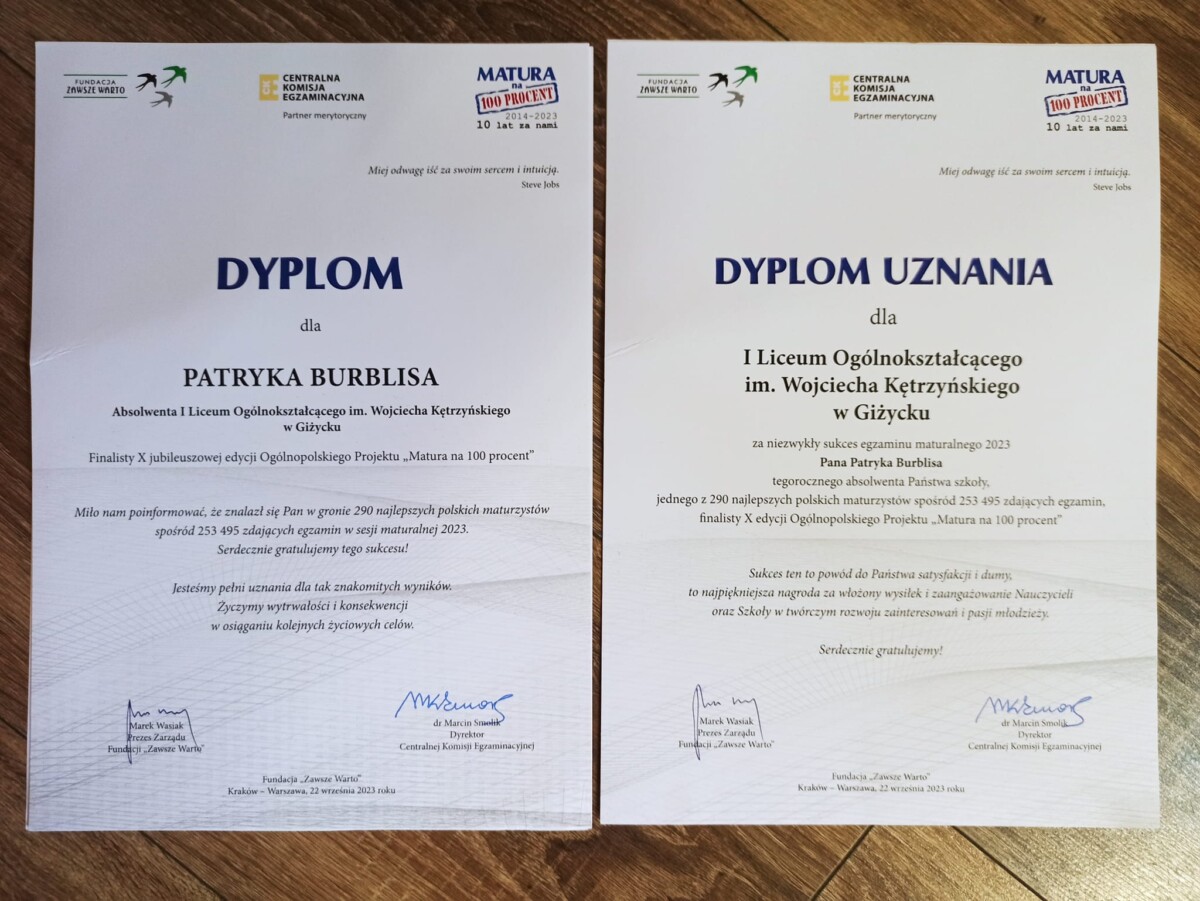 FUNDACJA
ZAWSZE WARTO
CENTRALNA
KOMISJA
EGZAMINACYJNA
Partner merytoryczny
MATURA
na
100 PROCENT
2014-2023
10 lat za nami
Miej odwagę iść za swoim sercem i intuicją.
Steve Jobs
DYPLOM
dla
PATRYKA BURBLISA
Absolwenta I Liceum Ogólnokształcącego im. Wojciecha Kętrzyńskiego
w Giżycku
Finalisty X jubileuszowej edycji Ogólnopolskiego Projektu „Matura na 100 procent”
Miło nam poinformować, że znalazł się Pan w gronie 290 najlepszych polskich maturzystów
spośród 253 495 zdających egzamin w sesji maturalnej 2023.
Serdecznie gratulujemy tego sukcesu!
Jesteśmy pełni uznania dla tak znakomitych wyników.
Życzymy wytrwałości i konsekwencji
w osiąganiu kolejnych życiowych celów.
Marek Wasiak
Prezes Zarządu
Fundacji „Zawsze Warto”
dr Marcin Smolik
Dyrektor
Centralnej Komisji Egzaminacyjnej
Fundacja „Zawsze Warto”
Kraków – Warszawa, 22 września 2023 roku
FUNDACJA
ZAWSZE WARTO
CENTRALNA
KOMISJA
EGZAMINACYJNA
Partner merytoryczny
MATURA
na
100 PROCENT
2014-2023
10 lat za nami
Miej odwagę iść za swoim sercem i intuicją.
Steve Jobs
DYPLOM UZNANIA
dla
I Liceum Ogólnokształcącego
im. Wojciecha Kętrzyńskiego
w Giżycku
za niezwykły sukces egzaminu maturalnego 2023
Pana Patryka Burblisa
tegorocznego absolwenta Państwa szkoły,
jednego z 290 najlepszych polskich maturzystów spośród 253 495 zdających egzamin,
finalisty X edycji Ogólnopolskiego Projektu „Matura na 100 procent”
Sukces ten to powód do Państwa satysfakcji i dumy,
to najpiękniejsza nagroda za włożony wysiłek i zaangażowanie Nauczycieli
oraz Szkoły w twórczym rozwoju zainteresowań i pasji młodzieży.
Serdecznie gratulujemy!
Marek Wasiak
Prezes Zarządu
Fundacji „Zawsze Warto”
dr Marcin Smolik
Dyrektor
Centralnej Komisji Egzaminacyjnej
Fundacja „Zawsze Warto”
Kraków – Warszawa, 22 września 2023 roku